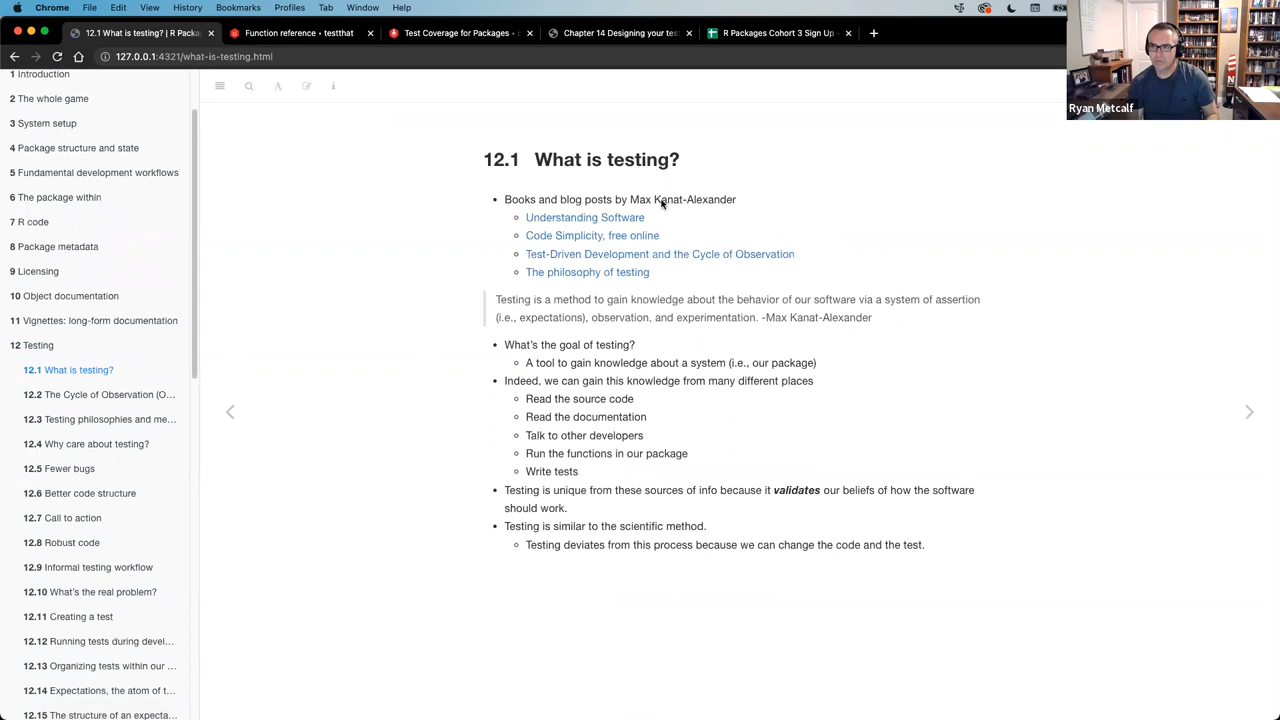 Chrome File Edit View History Bookmarks Profiles Tab Window Help
12.1 What is testing? | R Packa
Function reference • testthat
Test Coverage for Packages •
Chapter 14 Designing your test
R Packages Cohort 3 Sign Up
127.0.0.1:4321/what-is-testing.html
Ryan Metcalf
1 Introduction
2 The whole game
3 System setup
4 Package structure and state
5 Fundamental development workflows
6 The package within
7 R code
8 Package metadata
9 Licensing
10 Object documentation
11 Vignettes: long-form documentation
12 Testing
12.1 What is testing?
12.2 The Cycle of Observation (O...
12.3 Testing philosophies and me...
12.4 Why care about testing?
12.5 Fewer bugs
12.6 Better code structure
12.7 Call to action
12.8 Robust code
12.9 Informal testing workflow
12.10 What's the real problem?
12.11 Creating a test
12.12 Running tests during devel...
12.13 Organizing tests within our ...
12.14 Expectations, the atom of t...
12.15 The structure of an expecta...
12.1 What is testing?
• Books and blog posts by Max Kanat-Alexander
◦ Understanding Software
◦ Code Simplicity, free online
◦ Test-Driven Development and the Cycle of Observation
◦ The philosophy of testing
Testing is a method to gain knowledge about the behavior of our software via a system of assertion
(i.e., expectations), observation, and experimentation. -Max Kanat-Alexander
• What's the goal of testing?
◦ A tool to gain knowledge about a system (i.e., our package)
• Indeed, we can gain this knowledge from many different places
◦ Read the source code
◦ Read the documentation
◦ Talk to other developers
◦ Run the functions in our package
◦ Write tests
• Testing is unique from these sources of info because it validates our beliefs of how the software
should work.
• Testing is similar to the scientific method.
◦ Testing deviates from this process because we can change the code and the test.